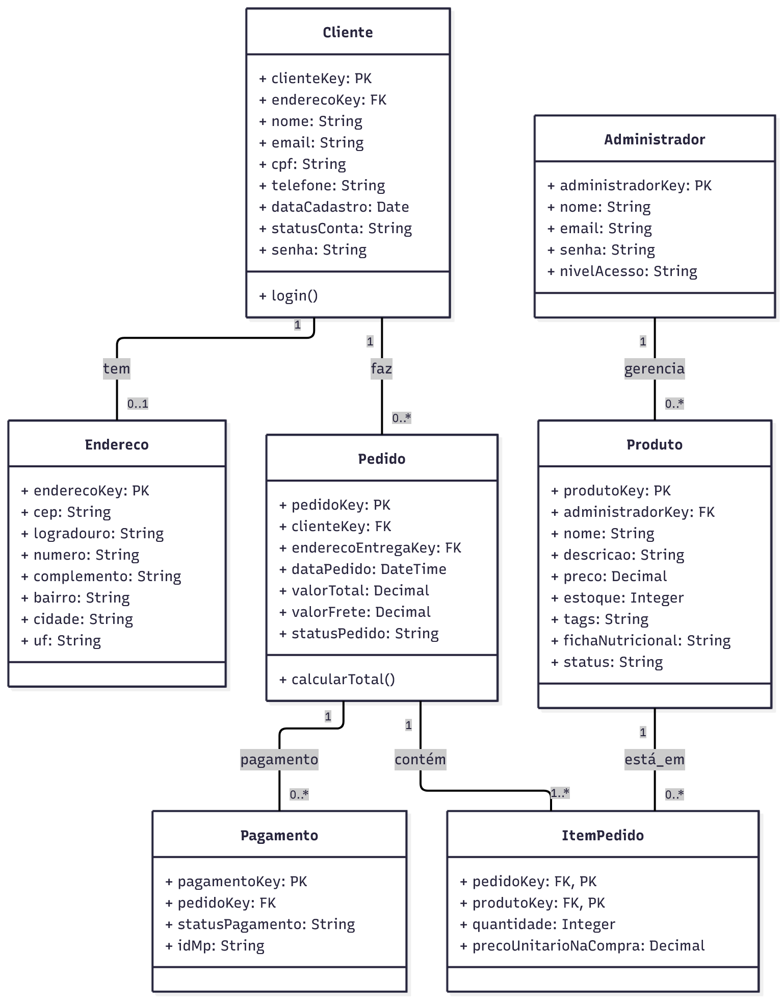 Cliente
+ clienteKey: PK
+ enderecoKey: FK
+ nome: String
+ email: String
+ cpf: String
+ telefone: String
+ dataCadastro: Date
+ statusConta: String
+ senha: String
+ login()
Administrador
+ administradorKey: PK
+ nome: String
+ email: String
+ senha: String
+ nivelAcesso: String
1
tem
0..1
1
faz
0..*
1
gerencia
0..*
Endereco
+ enderecoKey: PK
+ cep: String
+ logradouro: String
+ numero: String
+ complemento: String
+ bairro: String
+ cidade: String
+ uf: String
Pedido
+ pedidoKey: PK
+ clienteKey: FK
+ enderecoEntregaKey: FK
+ dataPedido: DateTime
+ valorTotal: Decimal
+ valorFrete: Decimal
+ statusPedido: String
+ calcularTotal()
Produto
+ produtoKey: PK
+ administradorKey: FK
+ nome: String
+ descricao: String
+ preco: Decimal
+ estoque: Integer
+ tags: String
+ fichaNutricional: String
+ status: String
1
pagamento
0..*
1
contém
1..*
1
está_em
0..*
Pagamento
+ pagamentoKey: PK
+ pedidoKey: FK
+ statusPagamento: String
+ idMp: String
ItemPedido
+ pedidoKey: FK, PK
+ produtoKey: FK, PK
+ quantidade: Integer
+ precoUnitarioNaCompra: Decimal